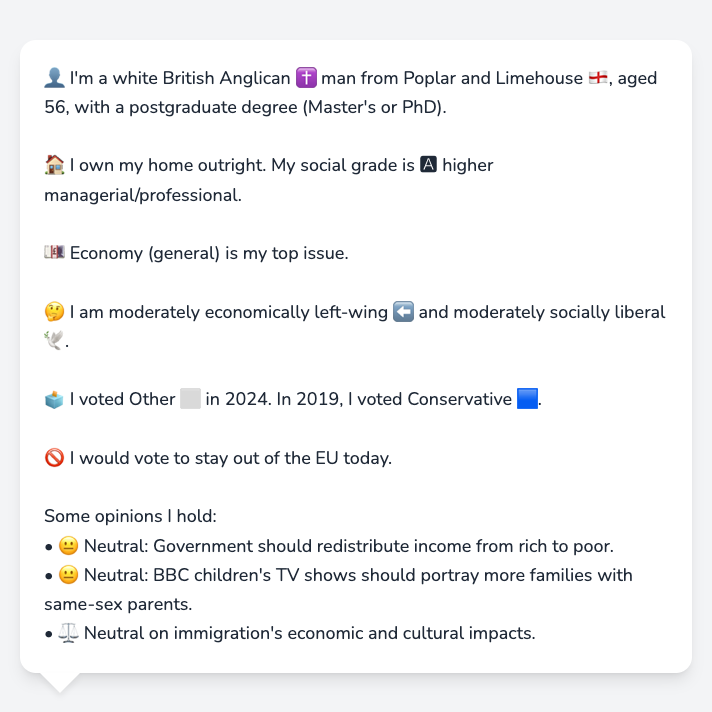 👤 I'm a white British Anglican ✝️ man from Poplar and Limehouse 🏴󠁧󠁢󠁥󠁮󠁧󠁿, aged
56, with a postgraduate degree (Master's or PhD).
🏠 I own my home outright. My social grade is 🅰 higher
managerial/professional.
💷 Economy (general) is my top issue.
🤔 I am moderately economically left-wing ⬅️ and moderately socially liberal
🕊️.
🗳️ I voted Other ⬜ in 2024. In 2019, I voted Conservative 🟦.
🚫 I would vote to stay out of the EU today.
Some opinions I hold:
• 😐 Neutral: Government should redistribute income from rich to poor.
• 😐 Neutral: BBC children's TV shows should portray more families with
same-sex parents.
• ⚖️ Neutral on immigration's economic and cultural impacts.